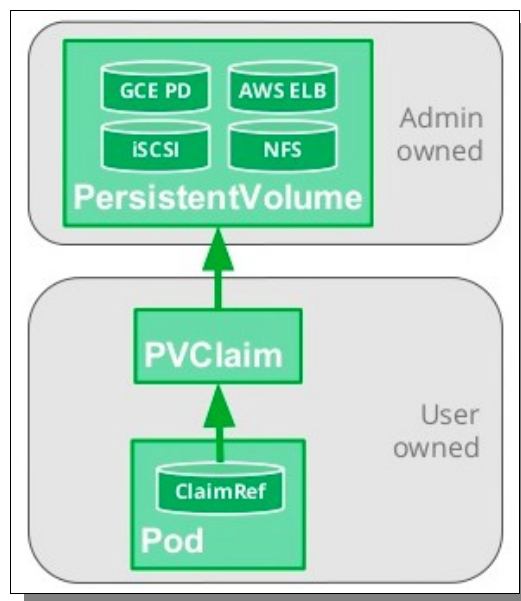 GCE PD
AWS ELB
iSCSI
NFS
PersistentVolume
Admin
owned
PVClaim
User
owned
ClaimRef
Pod